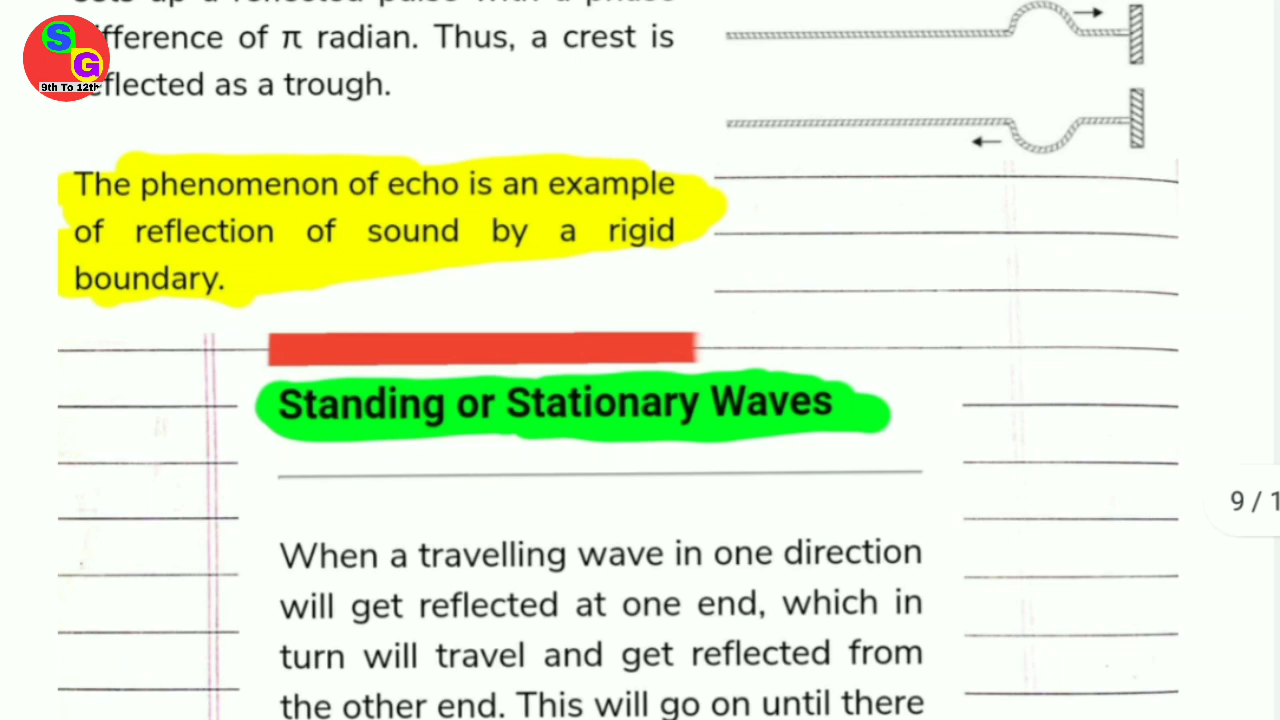 difference of π radian. Thus, a crest is
reflected as a trough.
SG
9th To 12th
The phenomenon of echo is an example
of reflection of sound by a rigid
boundary.
Standing or Stationary Waves
9 / 1
When a travelling wave in one direction
will get reflected at one end, which in
turn will travel and get reflected from
the other end. This will go on until there